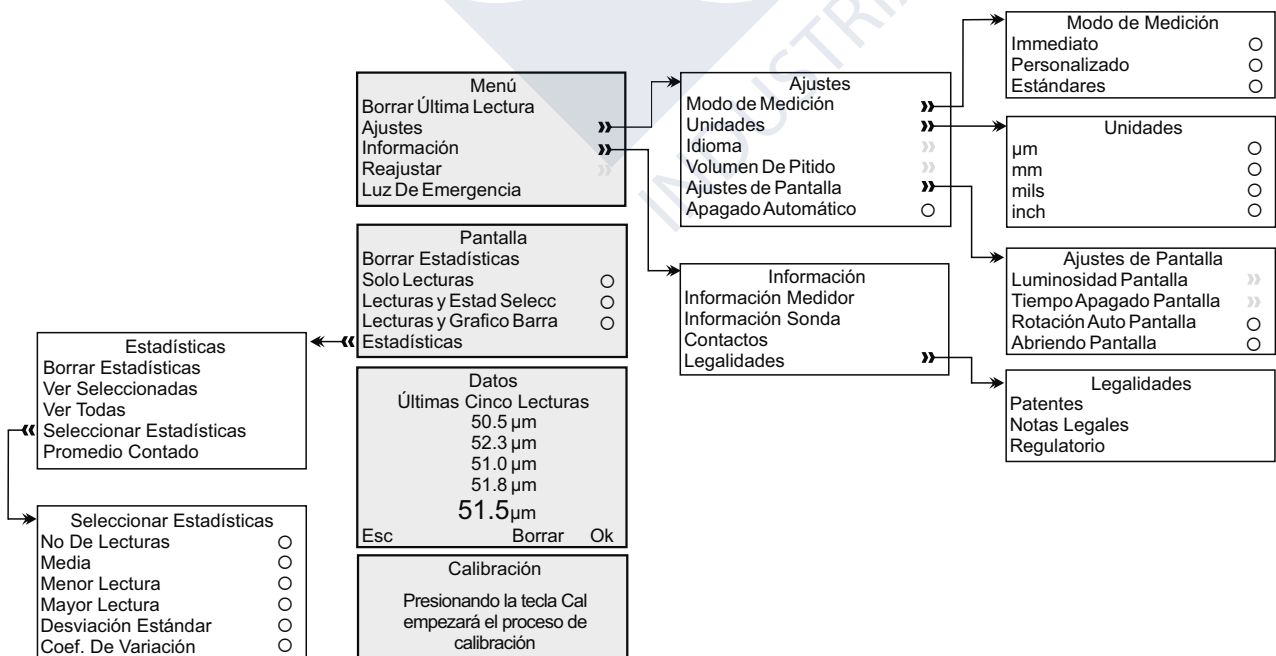 Modo de Medición
Immediato
Personalizado
Estándares
Menú
Borrar Última Lectura
Ajustes
Información
Reajustar
Luz De Emergencia
Ajustes
Modo de Medición
Unidades
Idioma
Volumen De Pitido
Ajustes de Pantalla
Apagado Automático
Unidades
µm
mm
mils
inch
Pantalla
Borrar Estadísticas
Solo Lecturas
Lecturas y Estad Selecc
Lecturas y Grafico Barra
Estadísticas
Información
Información Medidor
Información Sonda
Contactos
Legalidades
Ajustes de Pantalla
Luminosidad Pantalla
Tiempo Apagado Pantalla
Rotación Auto Pantalla
Abriendo Pantalla
Estadísticas
Borrar Estadísticas
Ver Seleccionadas
Ver Todas
Seleccionar Estadísticas
Promedio Contado
Datos
Últimas Cinco Lecturas
50.5 µm
52.3 µm
51.0 µm
51.8 µm
51.5µm
Esc Borrar Ok
Legalidades
Patentes
Notas Legales
Regulatorio
Seleccionar Estadísticas
No De Lecturas
Media
Menor Lectura
Mayor Lectura
Desviación Estándar
Coef. De Variación
Calibración
Presionando la tecla Cal
empezará el proceso de
calibración